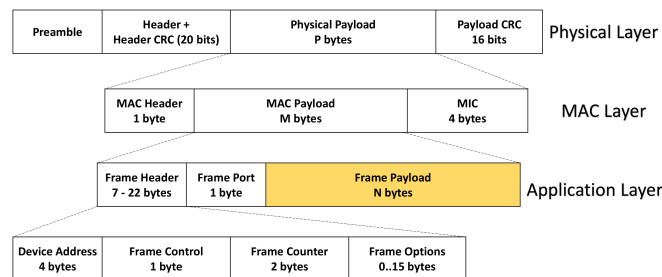 Preamble
Header +
Header CRC (20 bits)
Physical Payload
P bytes
Payload CRC
16 bits
Physical Layer
MAC Header
1 byte
MAC Payload
M bytes
MIC
4 bytes
MAC Layer
Frame Header
7 - 22 bytes
Frame Port
1 byte
Frame Payload
N bytes
Application Layer
Device Address
4 bytes
Frame Control
1 byte
Frame Counter
2 bytes
Frame Options
0..15 bytes